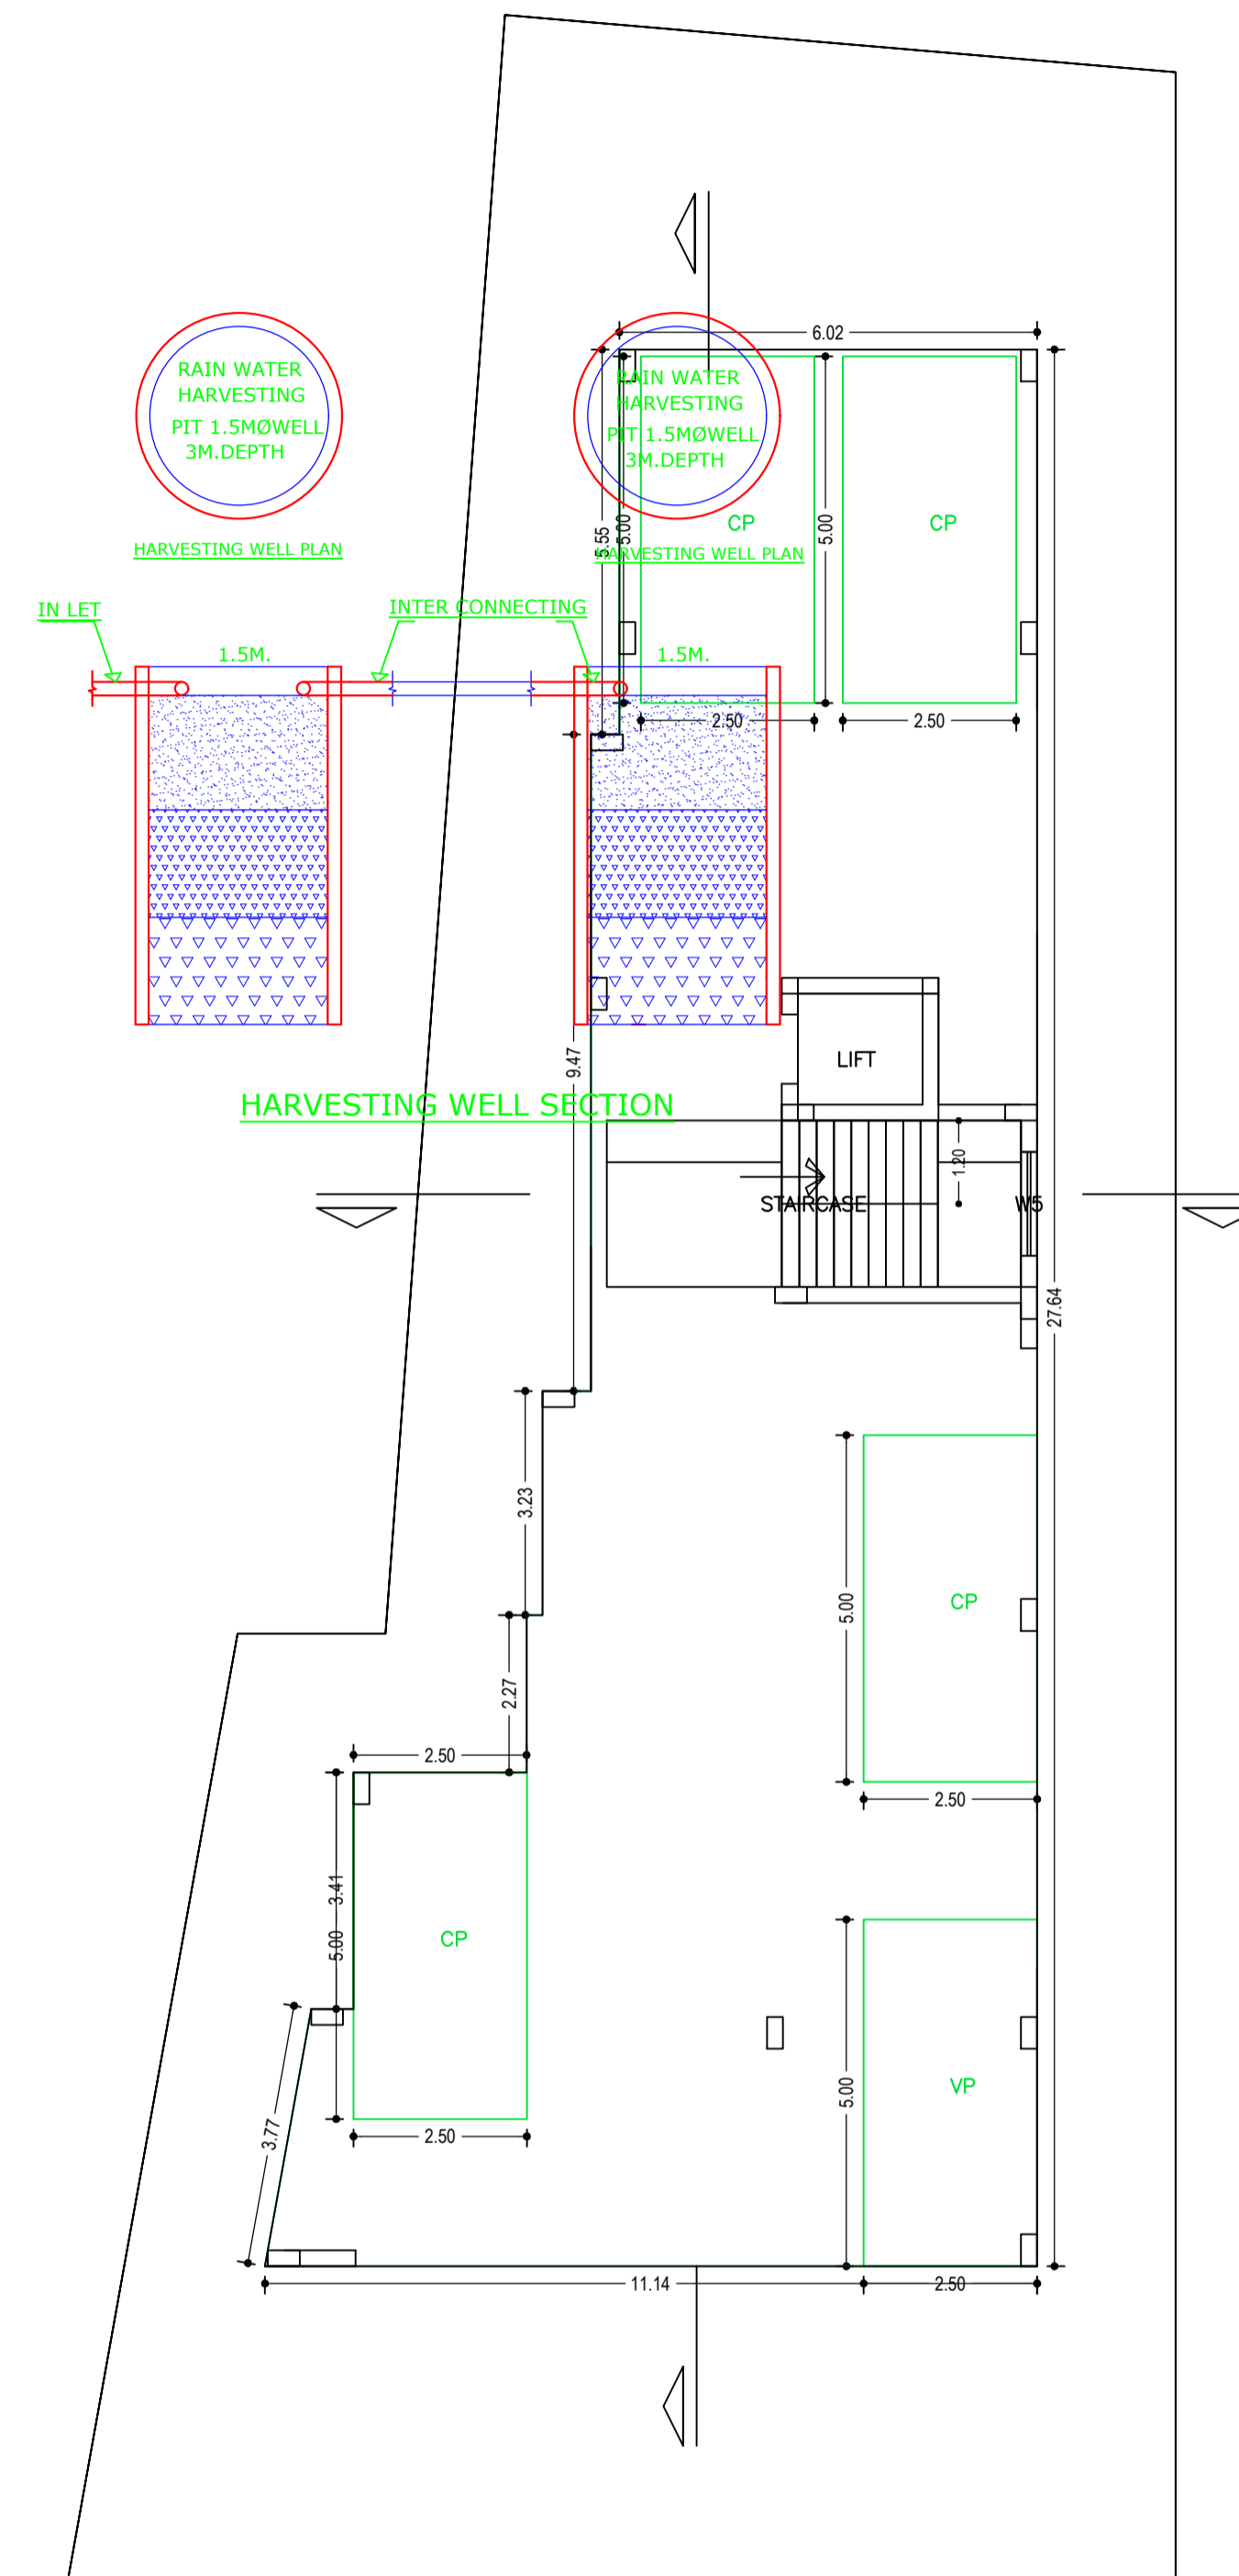 6.02
RAIN WATER
HARVESTING
PIT 1.5MØWELL
3M.DEPTH
RAIN WATER
HARVESTING
PIT 1.5MØWELL
3M.DEPTH
5.55
5.00
CP
5.00
CP
HARVESTING WELL PLAN
HARVESTING WELL PLAN
IN LET
INTER CONNECTING
1.5M.
1.5M.
2.50
2.50
9.47
LIFT
HARVESTING WELL SECTION
1.20
STAIRCASE
W5
27.64
3.23
5.00
CP
2.27
2.50
2.50
3.41
5.00
CP
5.00
VP
3.77
2.50
11.14
2.50